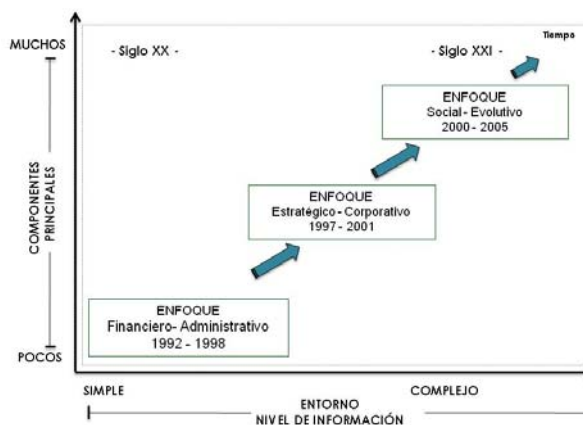 MUCHOS
- Siglo XX -
- Siglo XXI -
Tiempo
ENFOQUE
Social - Evolutivo
2000 - 2005
ENFOQUE
Estratégico - Corporativo
1997 - 2001
ENFOQUE
Financiero- Administrativo
1992 - 1998
COMPONENTES
PRINCIPALES
POCOS
SIMPLE
COMPLEJO
ENTORNO
NIVEL DE INFORMACIÓN